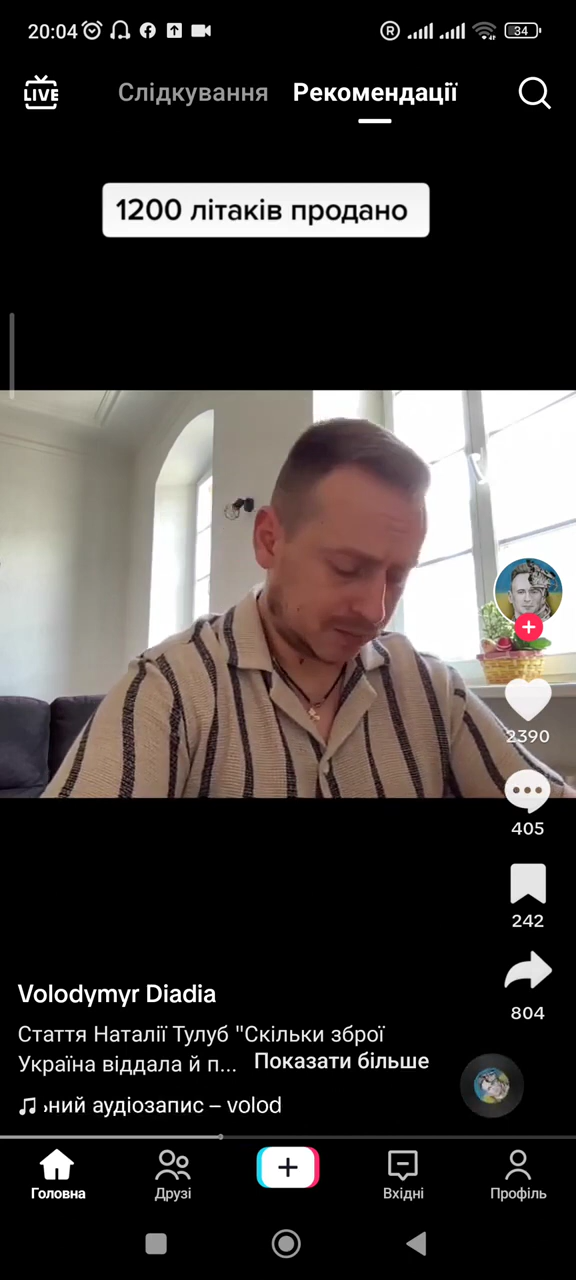 20:04
R
34
LIVE
Слідкування
Рекомендації
1200 літаків продано
2390
405
242
804
Volodymyr Diadia
Стаття Наталії Тулуб "Скільки зброї
Україна віддала й п... Показати більше
ьний аудіозапис – volod
Головна
Друзі
Вхідні
Профіль